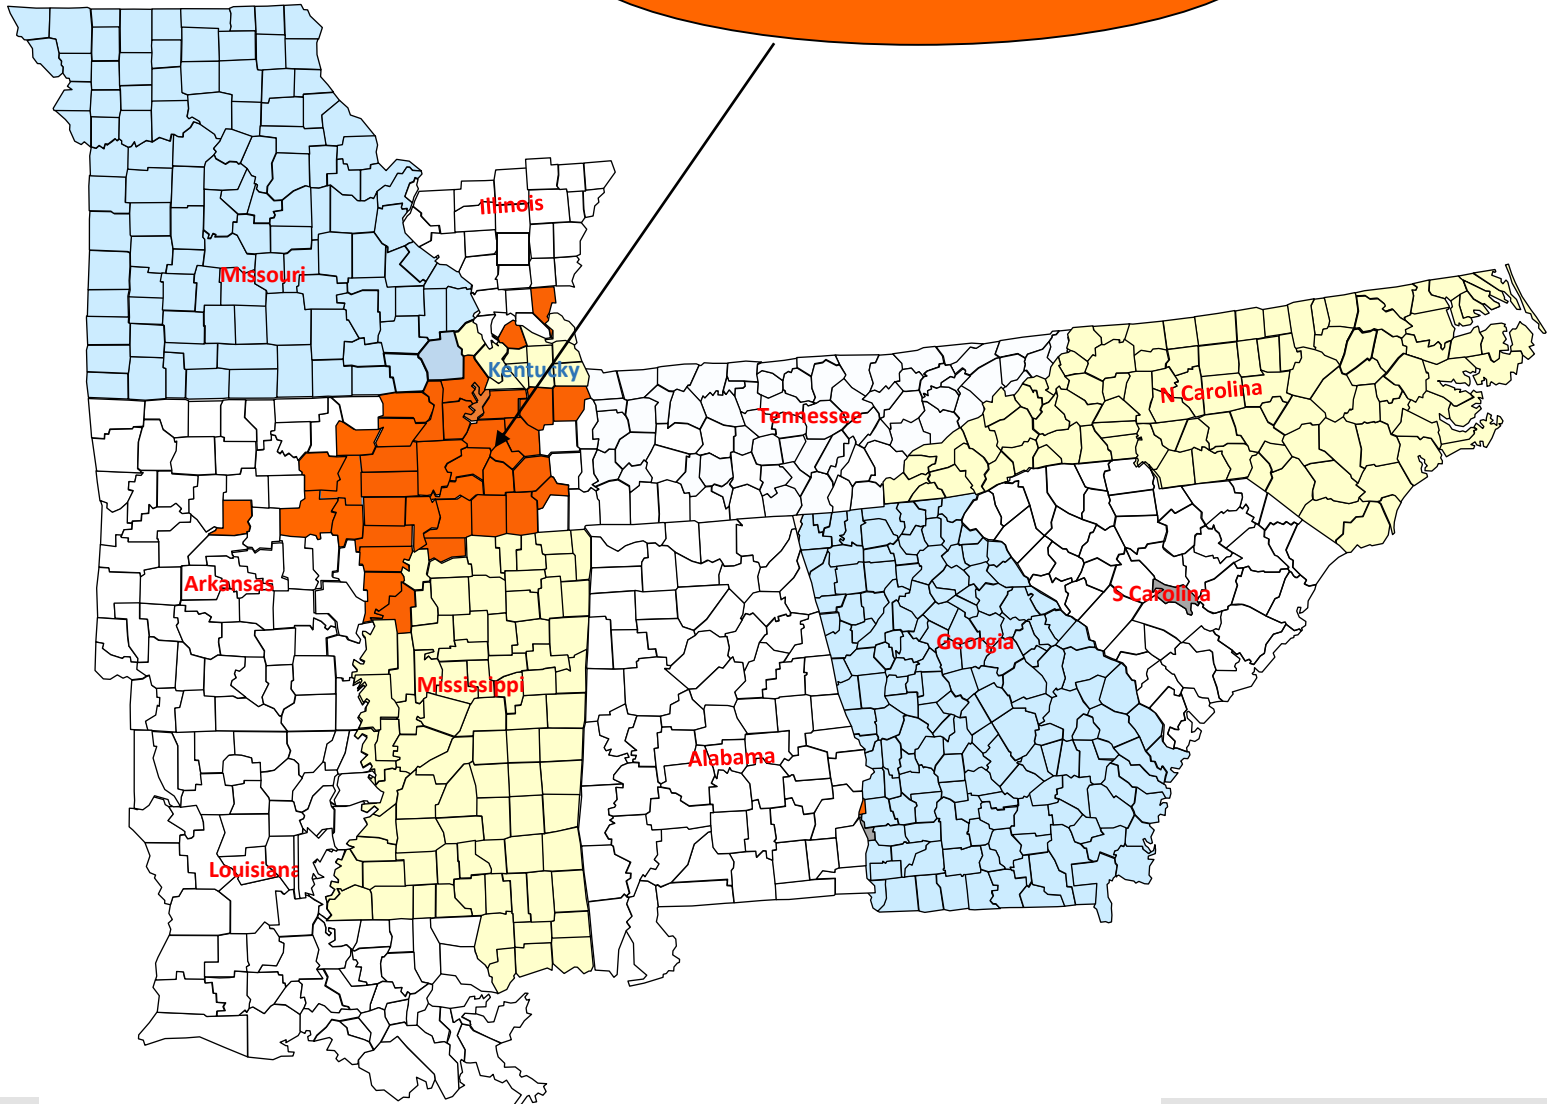 Illinois
Missouri
Kentucky
N Carolina
Tennessee
Arkansas
S Carolina
Georgia
Mississippi
Alabama
Louisiana